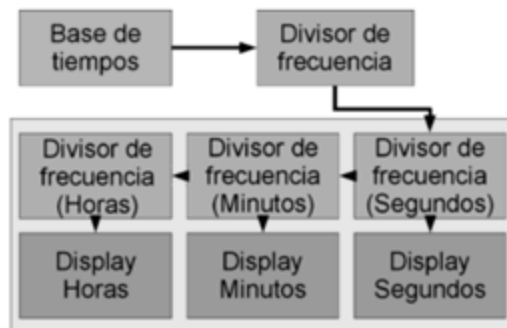 Base de
tiempos
Divisor de
frecuencia
Divisor de
frecuencia
(Horas)
Divisor de
frecuencia
(Minutos)
Divisor de
frecuencia
(Segundos)
Display
Horas
Display
Minutos
Display
Segundos